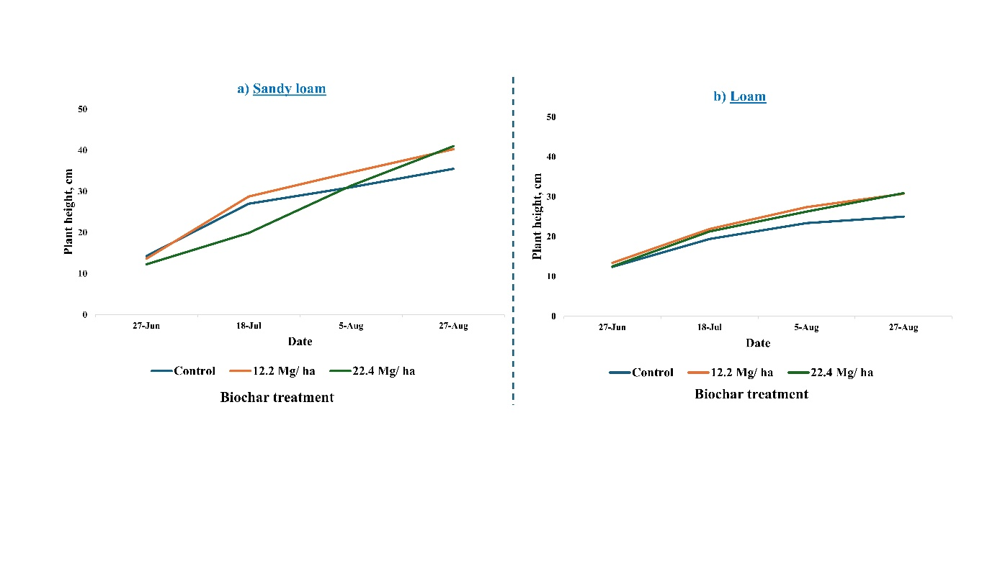 a) Sandy loam
50
40
30
20
10
0
Plant height, cm
27-Jun 18-Jul 5-Aug 27-Aug
Date
Control 12.2 Mg/ ha 22.4 Mg/ ha
Biochar treatment
b) Loam
50
40
30
20
10
0
Plant height, cm
27-Jun 18-Jul 5-Aug 27-Aug
Date
Control 12.2 Mg/ ha 22.4 Mg/ ha
Biochar treatment